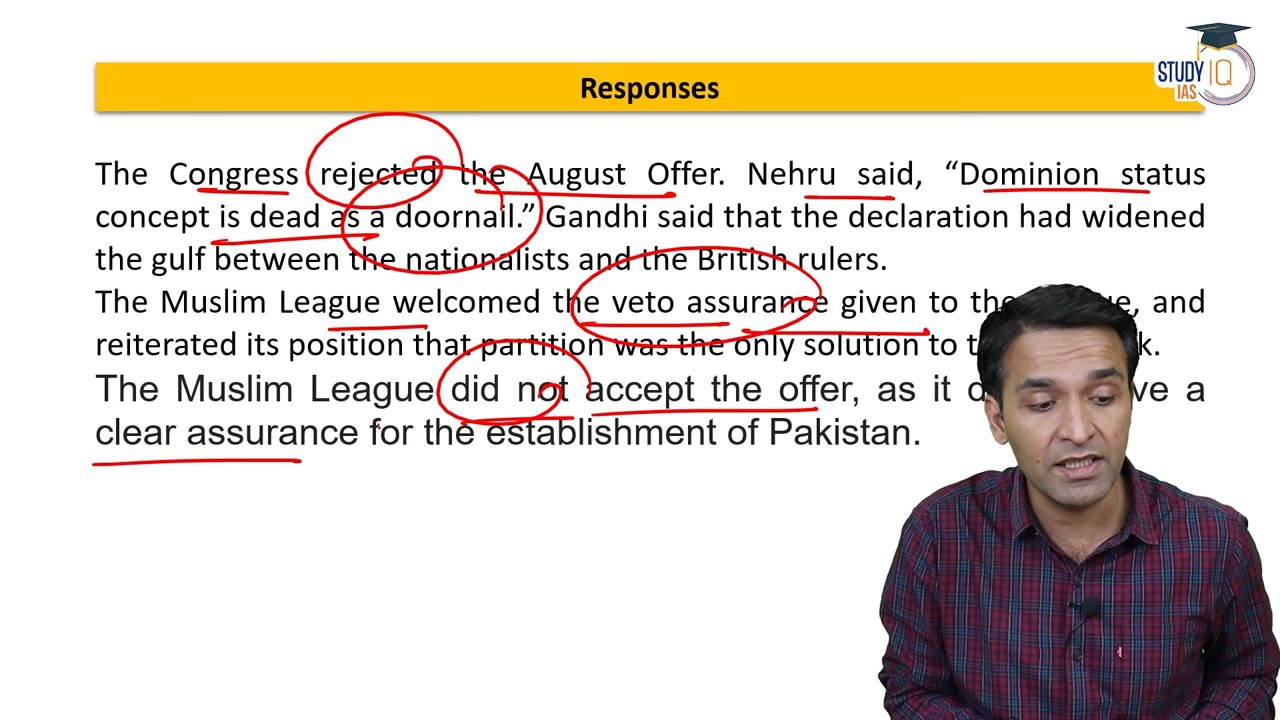 STUDY IQ
IAS
Responses
The Congress rejected the August Offer. Nehru said, “Dominion status
concept is dead as a doornail.” Gandhi said that the declaration had widened
the gulf between the nationalists and the British rulers.
The Muslim League welcomed the veto assurance given to the , and
reiterated its position that partition was the only solution to
The Muslim League did not accept the offer, as it a
clear assurance for the establishment of Pakistan.